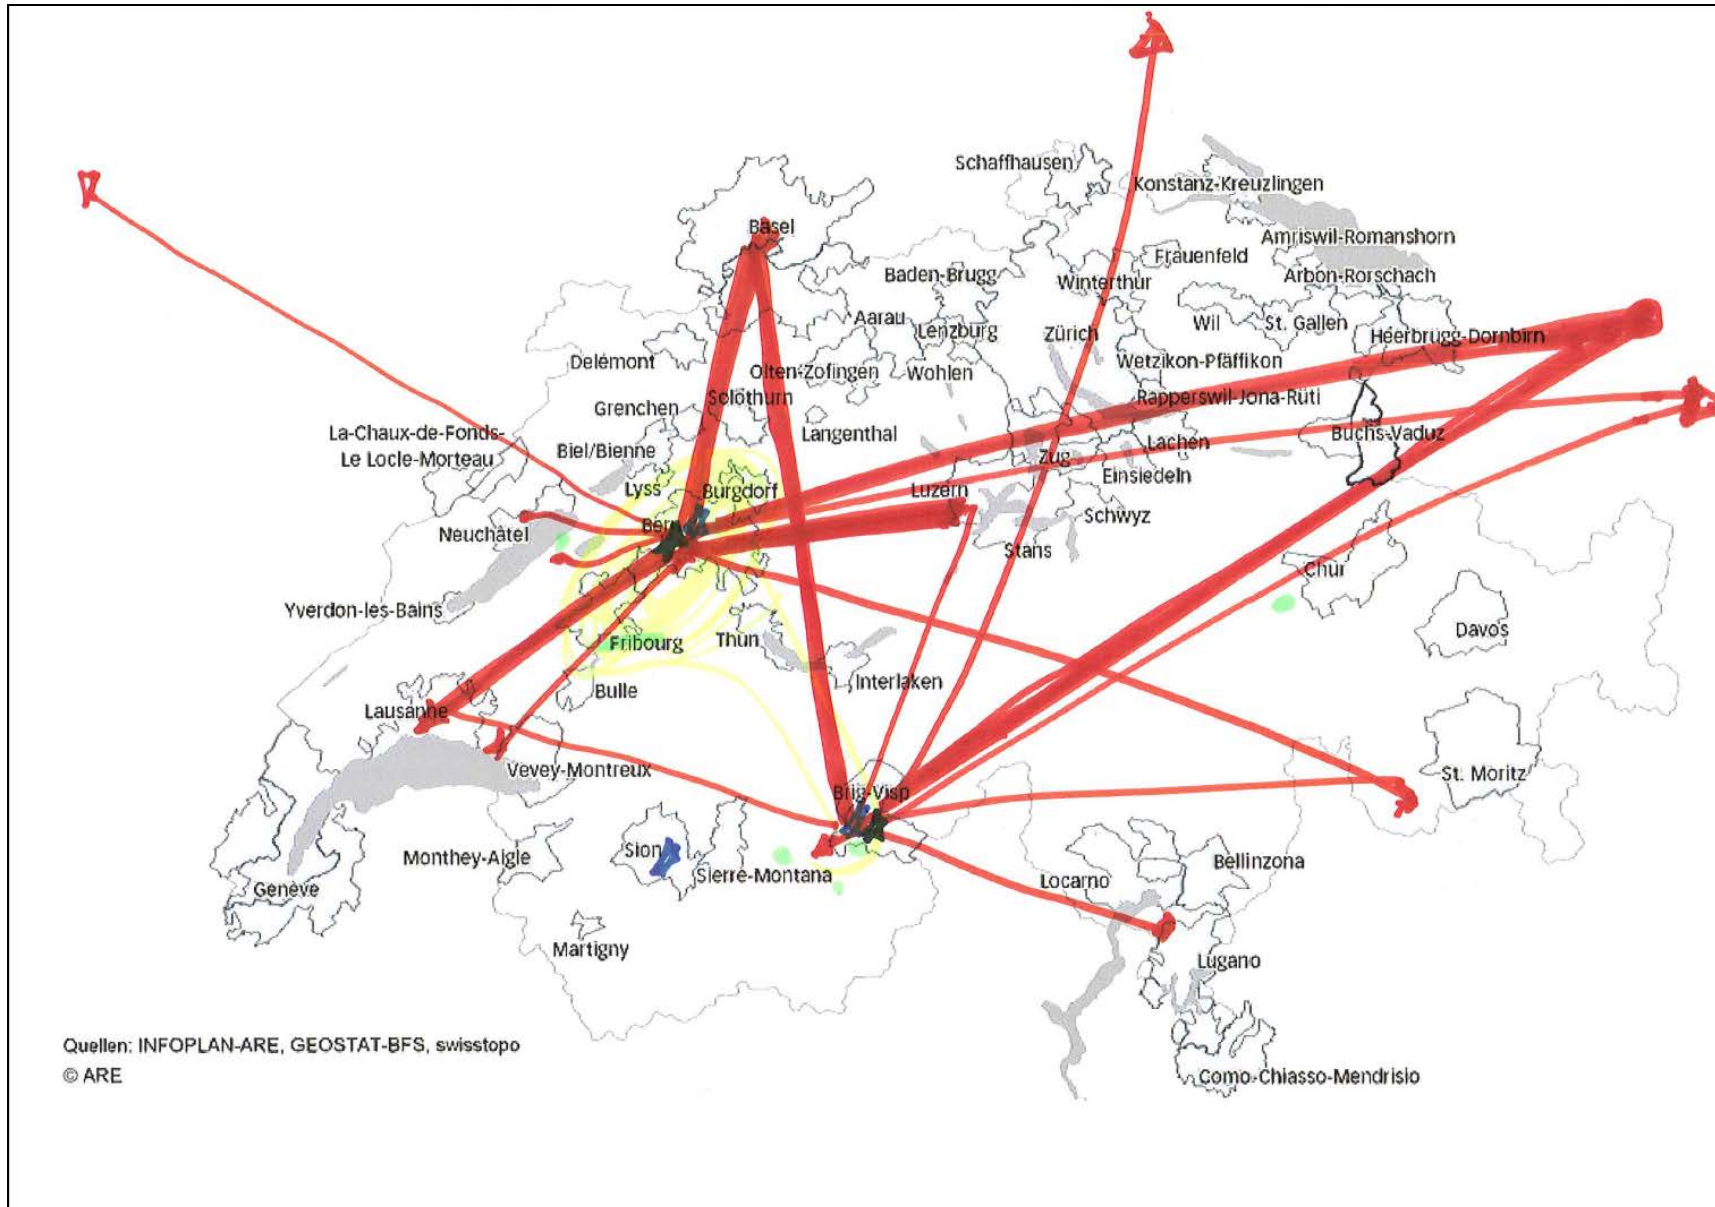 Schaffhausen
Konstanz-Kreuzlingen
Basel
Amriswil-Romanshorn
Frauenfeld
Baden-Brugg
Winterthur
Arbon-Rorschach
Aarau
Lenzburg
Zürich
Wil
St. Gallen
Heerbrugg-Dornbirn
Delémont
Olten-Zofingen
Wohlen
Wetzikon-Pfäffikon
Solothurn
Rapperswil-Jona-Rüti
Grenchen
La-Chaux-de-Fonds-
Le Locle-Morteau
Langenthal
Buchs-Vaduz
Biel/Bienne
Lachen
Zug
Einsiedeln
Lyss
Burgdorf
Luzern
Schwyz
Neuchâtel
Bern
Stans
Chur
Yverdon-les-Bains
Fribourg
Thun
Davos
Interlaken
Bulle
Lausanne
Vevey-Montreux
St. Moritz
Brig-Visp
Monthey-Aigle
Sion
Sierre-Montana
Bellinzona
Locarno
Genève
Martigny
Lugano
Quellen: INFOPLAN-ARE, GEOSTAT-BFS, swisstopo
© ARE
Como-Chiasso-Mendrisio